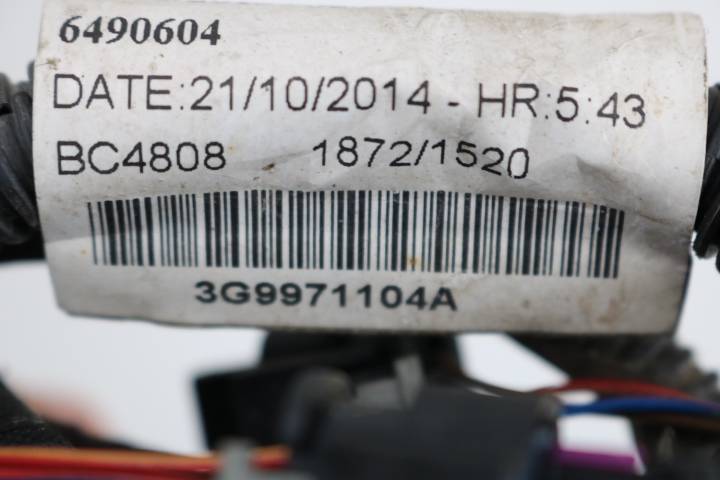 6490604
DATE:21/10/2014 - HR:5:43
BC4808 1872/1520
3G9971104A